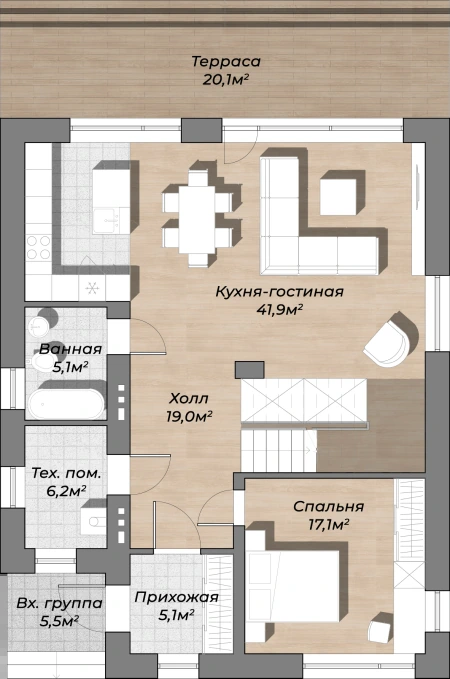 Терраса
20,1м²
Кухня-гостиная
41,9м²
Ванная
5,1м²
Холл
19,0м²
Тех. пом.
6,2м²
Спальня
17,1м²
Вх. группа
5,5м²
Прихожая
5,1м²